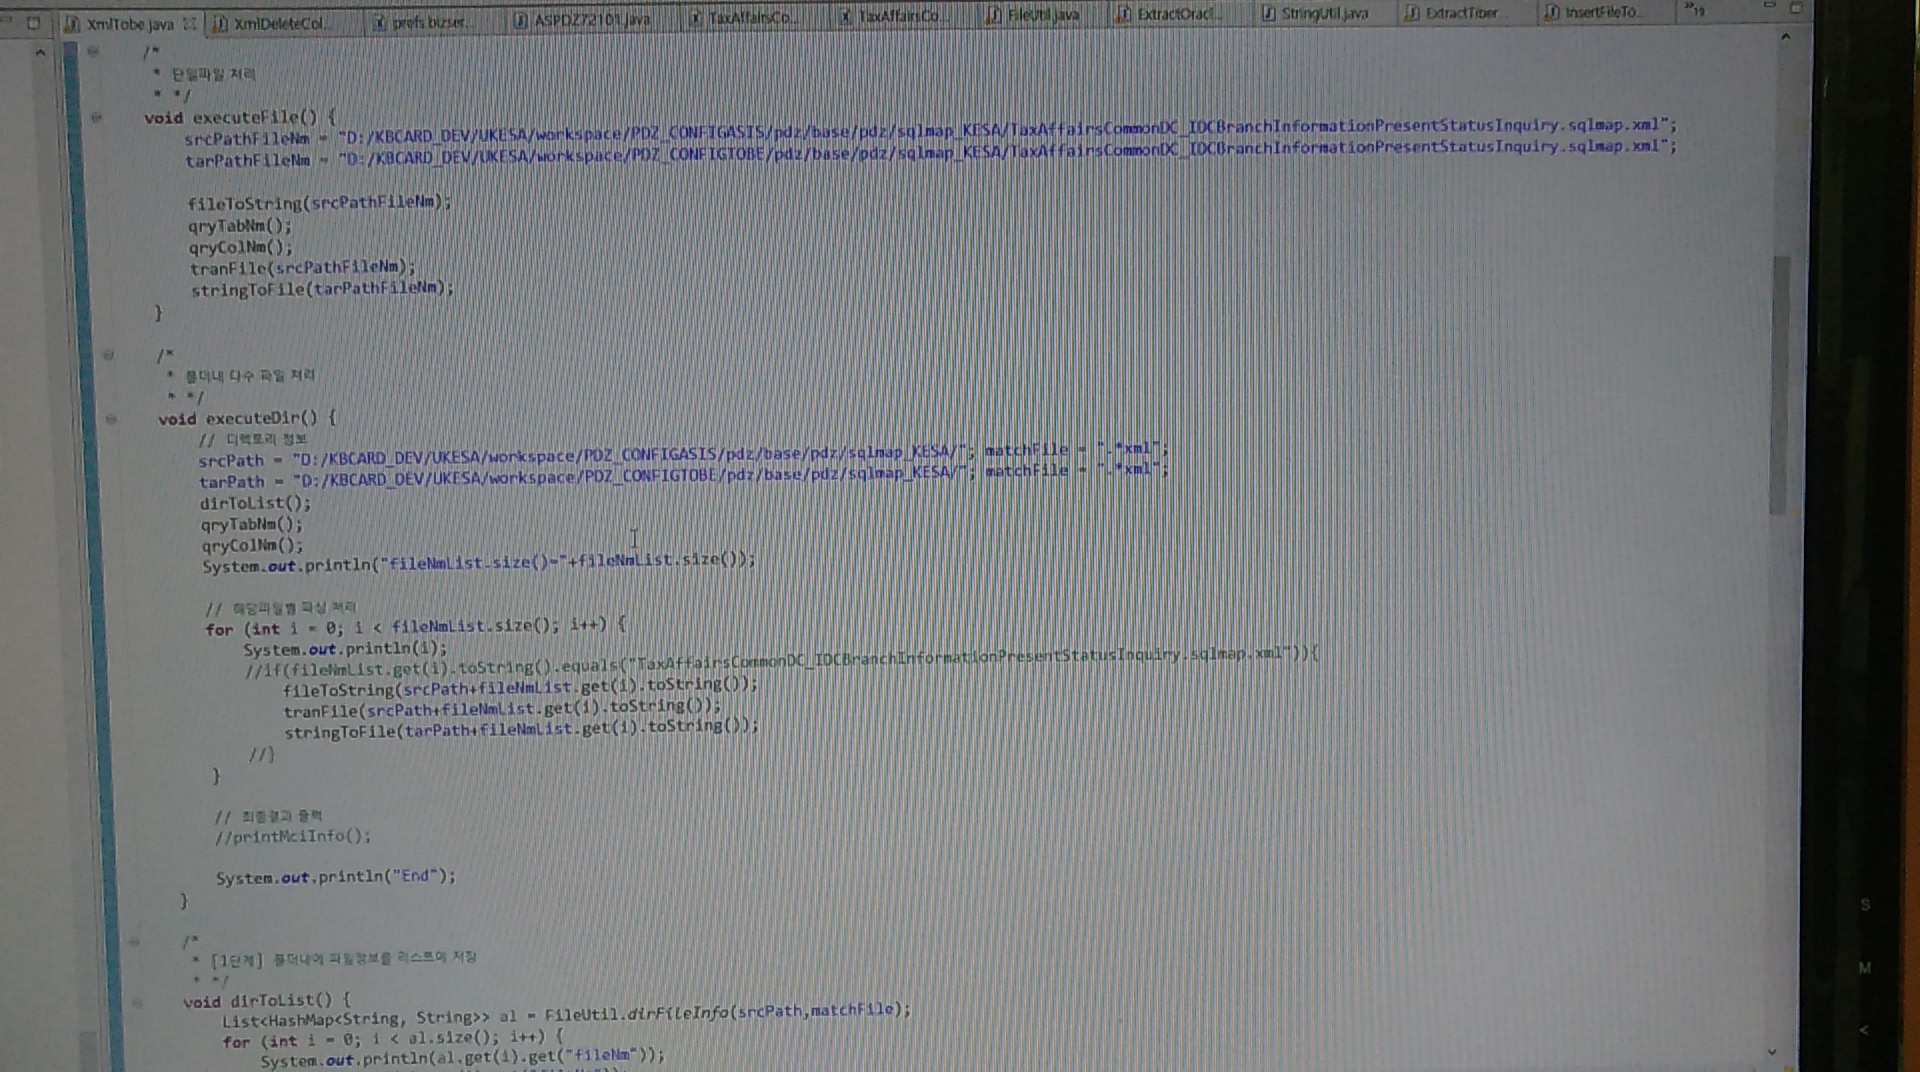 XmlTobe.java XmlDeleteCol... prefs.bizser... ASPDZ72101.java TaxAffairsCo... TaxAffairsCo... FileUtil.java ExtractOracl... StringUtil.java ExtractTiber... InsertFileTo... »19
/*
* 단일파일 처리
* */
void executeFile() {
srcPathFileNm = "D:/KBCARD_DEV/UKESA/workspace/PDZ_CONFIGASIS/pdz/base/pdz/sqlmap_KESA/TaxAffairsCommonDC_IDCBranchInformationPresentStatusInquiry.sqlmap.xml";
tarPathFileNm = "D:/KBCARD_DEV/UKESA/workspace/PDZ_CONFIGTOBE/pdz/base/pdz/sqlmap_KESA/TaxAffairsCommonDC_IDCBranchInformationPresentStatusInquiry.sqlmap.xml";
fileToString(srcPathFileNm);
qryTabNm();
qryColNm();
tranFile(srcPathFileNm);
stringToFile(tarPathFileNm);
}
/*
* 폴더내 다수 파일 처리
* */
void executeDir() {
// 디렉토리 정보
srcPath = "D:/KBCARD_DEV/UKESA/workspace/PDZ_CONFIGASIS/pdz/base/pdz/sqlmap_KESA/"; matchFile = ".*xml";
tarPath = "D:/KBCARD_DEV/UKESA/workspace/PDZ_CONFIGTOBE/pdz/base/pdz/sqlmap_KESA/"; matchFile = ".*xml";
dirToList();
qryTabNm();
qryColNm();
System.out.println("fileNmList.size()="+fileNmList.size());
// 해당파일별 파싱 처리
for (int i = 0; i < fileNmList.size(); i++) {
System.out.println(i);
//if(fileNmList.get(i).toString().equals("TaxAffairsCommonDC_IDCBranchInformationPresentStatusInquiry.sqlmap.xml")){
fileToString(srcPath+fileNmList.get(i).toString());
tranFile(srcPath+fileNmList.get(i).toString());
stringToFile(tarPath+fileNmList.get(i).toString());
//}
}
// 최종결과 출력
//printMciInfo();
System.out.println("End");
}
/*
* [1단계] 폴더내에 파일정보를 리스트에 저장
* */
void dirToList() {
List<HashMap<String, String>> al = FileUtil.dirFileInfo(srcPath,matchFile);
for (int i = 0; i < al.size(); i++) {
System.out.println(al.get(i).get("fileNm"));
S
M
<